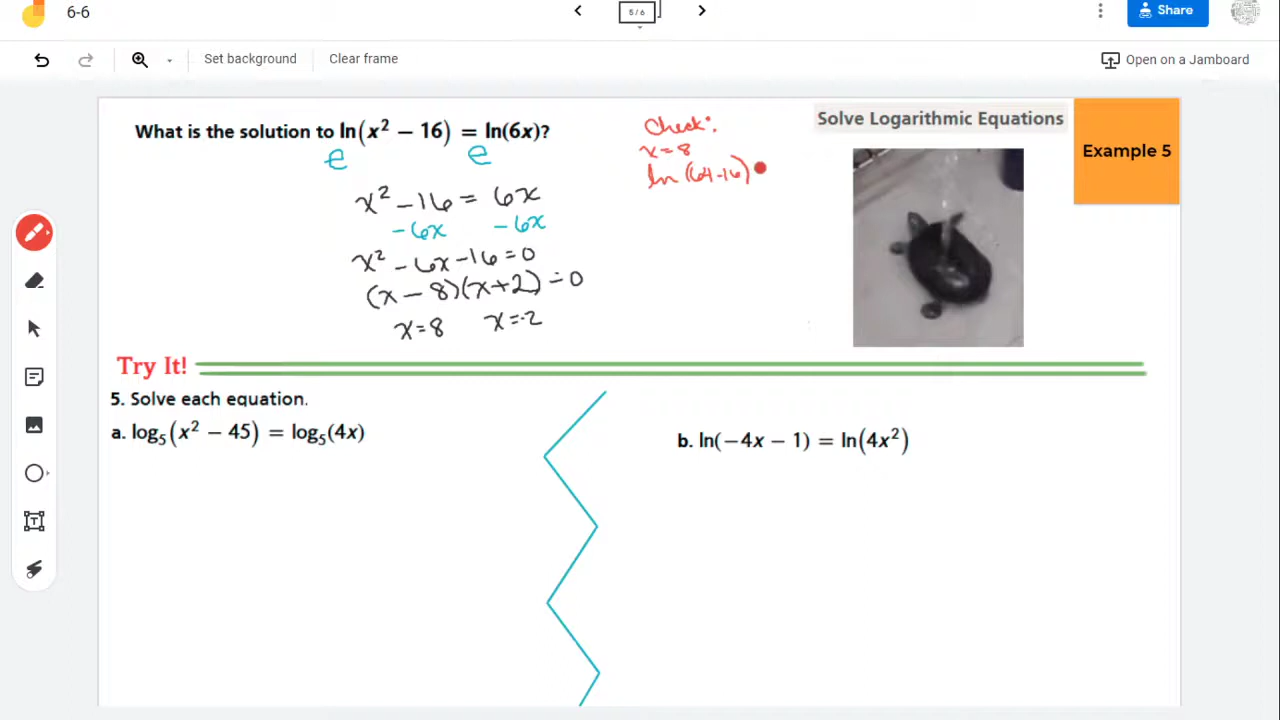 6-6
5 / 6
Share
Set background
Clear frame
Open on a Jamboard
What is the solution to ln(x² − 16) = ln(6x)?
e e
x² − 16 = 6x
−6x −6x
x² − 6x − 16 = 0
(x − 8)(x + 2) = 0
x = 8 x = -2
Check:
x = 8
ln (64-16)
Solve Logarithmic Equations
Example 5
Try It!
5. Solve each equation.
a. log₅(x² − 45) = log₅(4x)
b. ln(−4x − 1) = ln(4x²)